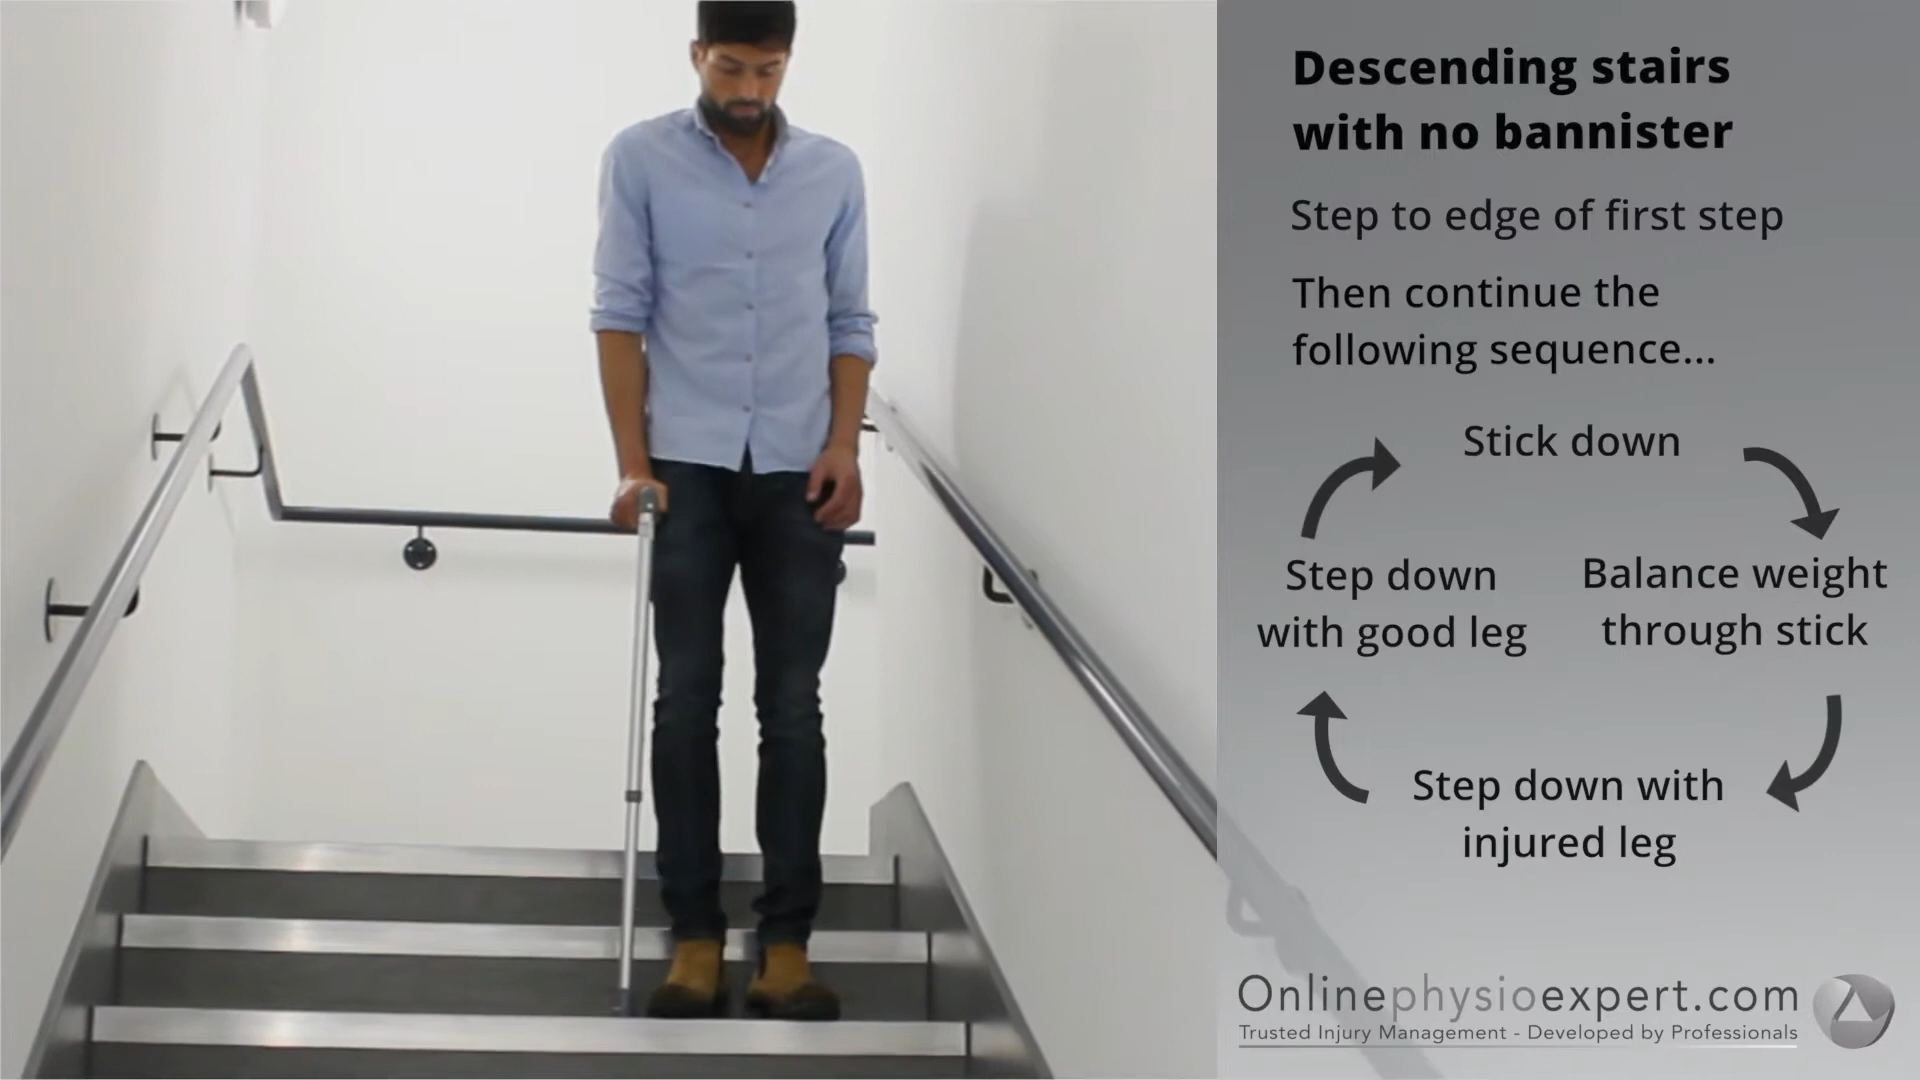 Descending stairs
with no bannister
Step to edge of first step
Then continue the
following sequence...
Stick down
Balance weight
through stick
Step down with
injured leg
Step down
with good leg
Onlinephysioexpert.com
Trusted Injury Management - Developed by Professionals